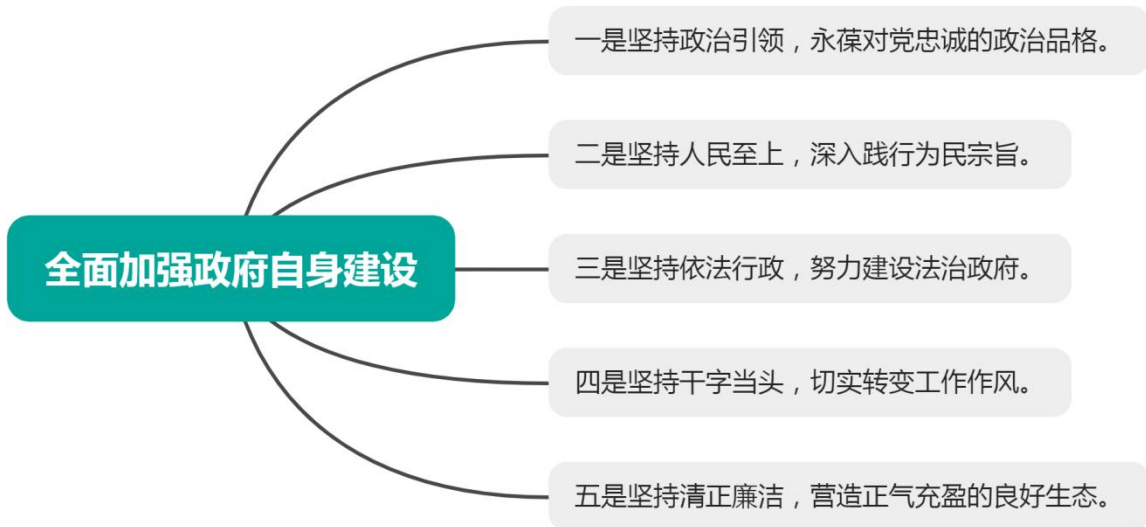 全面加强政府自身建设
一是坚持政治引领，永葆对党忠诚的政治品格。
二是坚持人民至上，深入践行为民宗旨。
三是坚持依法行政，努力建设法治政府。
四是坚持干字当头，切实转变工作作风。
五是坚持清正廉洁，营造正气充盈的良好生态。